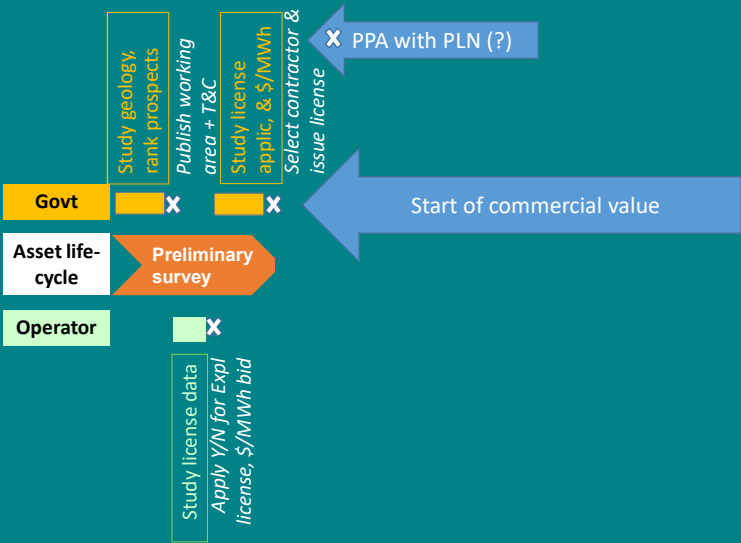 Study geology,
rank prospects
Publish working
area + T&C
Study license
applic, & $/MWh
Select contractor &
issue license
X PPA with PLN (?)
Govt
X
X
Start of commercial value
Asset life-
cycle
Preliminary
survey
Operator
X
Study license data
Apply Y/N for Expl
license, $/MWh bid